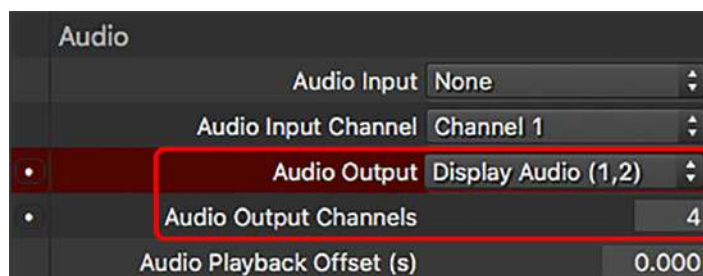 Audio
Audio Input None
Audio Input Channel Channel 1
Audio Output Display Audio (1,2)
Audio Output Channels 4
Audio Playback Offset (s) 0.000